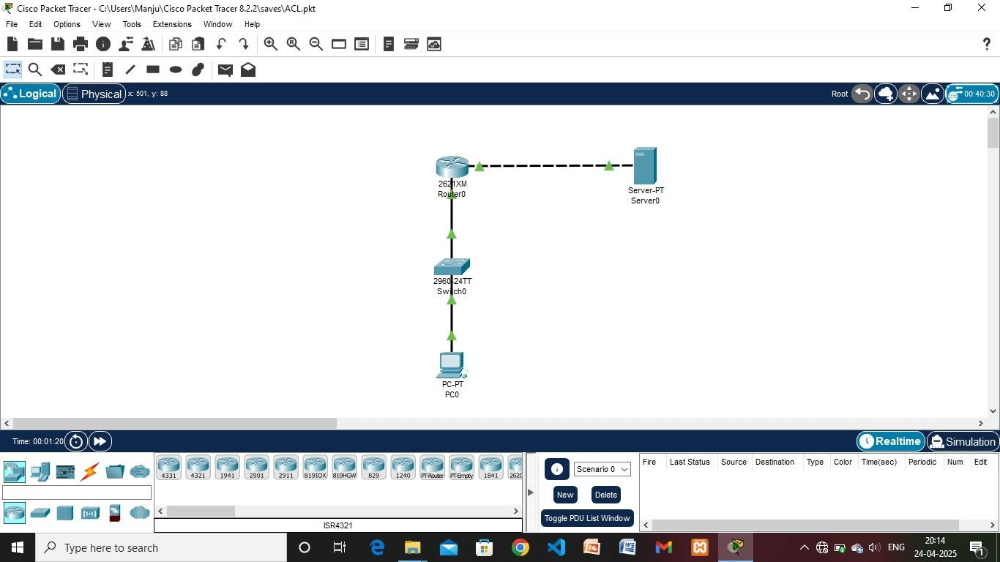 Cisco Packet Tracer - C:\Users\Manju\Cisco Packet Tracer 8.2.2\saves\ACL.pkt
File Edit Options View Tools Extensions Window Help
Logical Physical x: 501, y: 88 Root 00:40:30
2621XM
Router0
Server-PT
Server0
2960-24TT
Switch0
PC-PT
PC0
Time: 00:01:20 Realtime Simulation
4331 4321 1941 2901 2911 819IOX 819HGW 829 1240 PT-Router PT-Empty 1841 2620
ISR4321
Scenario 0
New Delete
Toggle PDU List Window
Fire Last Status Source Destination Type Color Time(sec) Periodic Num Edit
Type here to search
ENG
20:14
24-04-2025
1